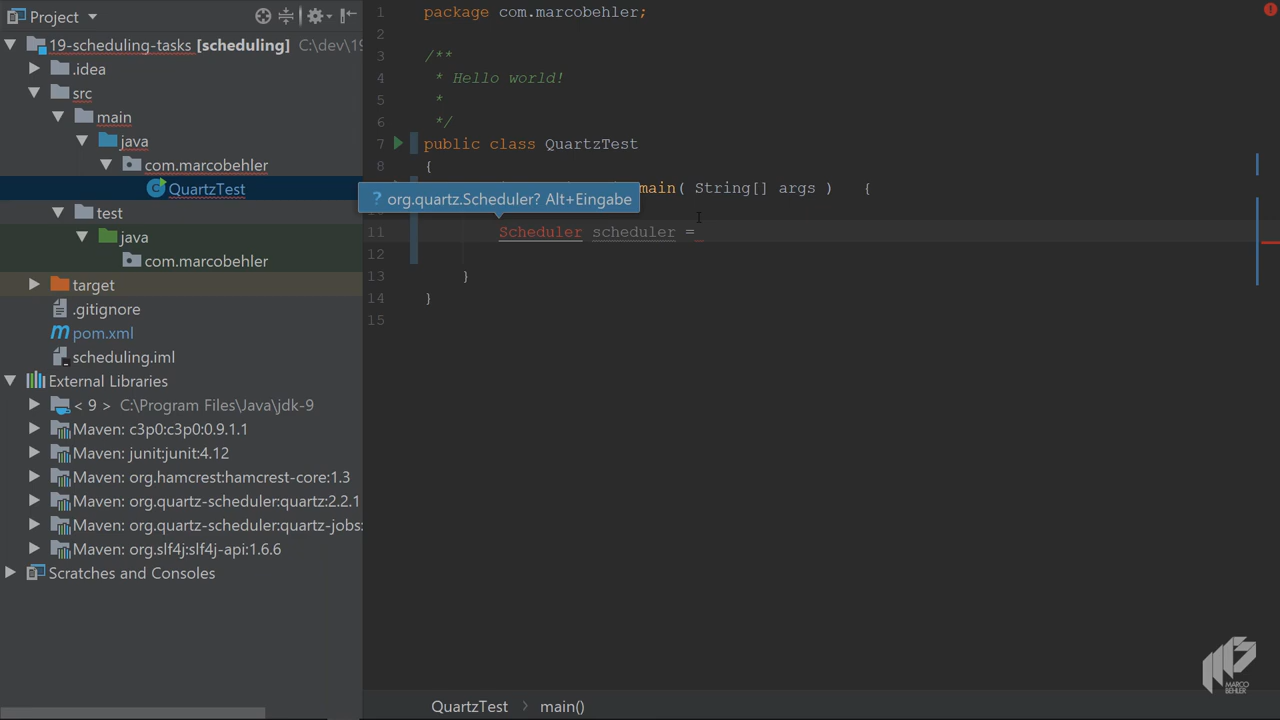 Project
19-scheduling-tasks [scheduling] C:\dev\19
.idea
src
main
java
com.marcobehler
QuartzTest
test
java
com.marcobehler
target
.gitignore
pom.xml
scheduling.iml
External Libraries
< 9 > C:\Program Files\Java\jdk-9
Maven: c3p0:c3p0:0.9.1.1
Maven: junit:junit:4.12
Maven: org.hamcrest:hamcrest-core:1.3
Maven: org.quartz-scheduler:quartz:2.2.1
Maven: org.quartz-scheduler:quartz-jobs:
Maven: org.slf4j:slf4j-api:1.6.6
Scratches and Consoles
1 package com.marcobehler;
2
3 /**
4 * Hello world!
5 *
6 */
7 public class QuartzTest
8 {
main( String[] args ) {
? org.quartz.Scheduler? Alt+Eingabe
11 Scheduler scheduler =
12
13 }
14 }
15
QuartzTest > main()
MARCO
BEHLER